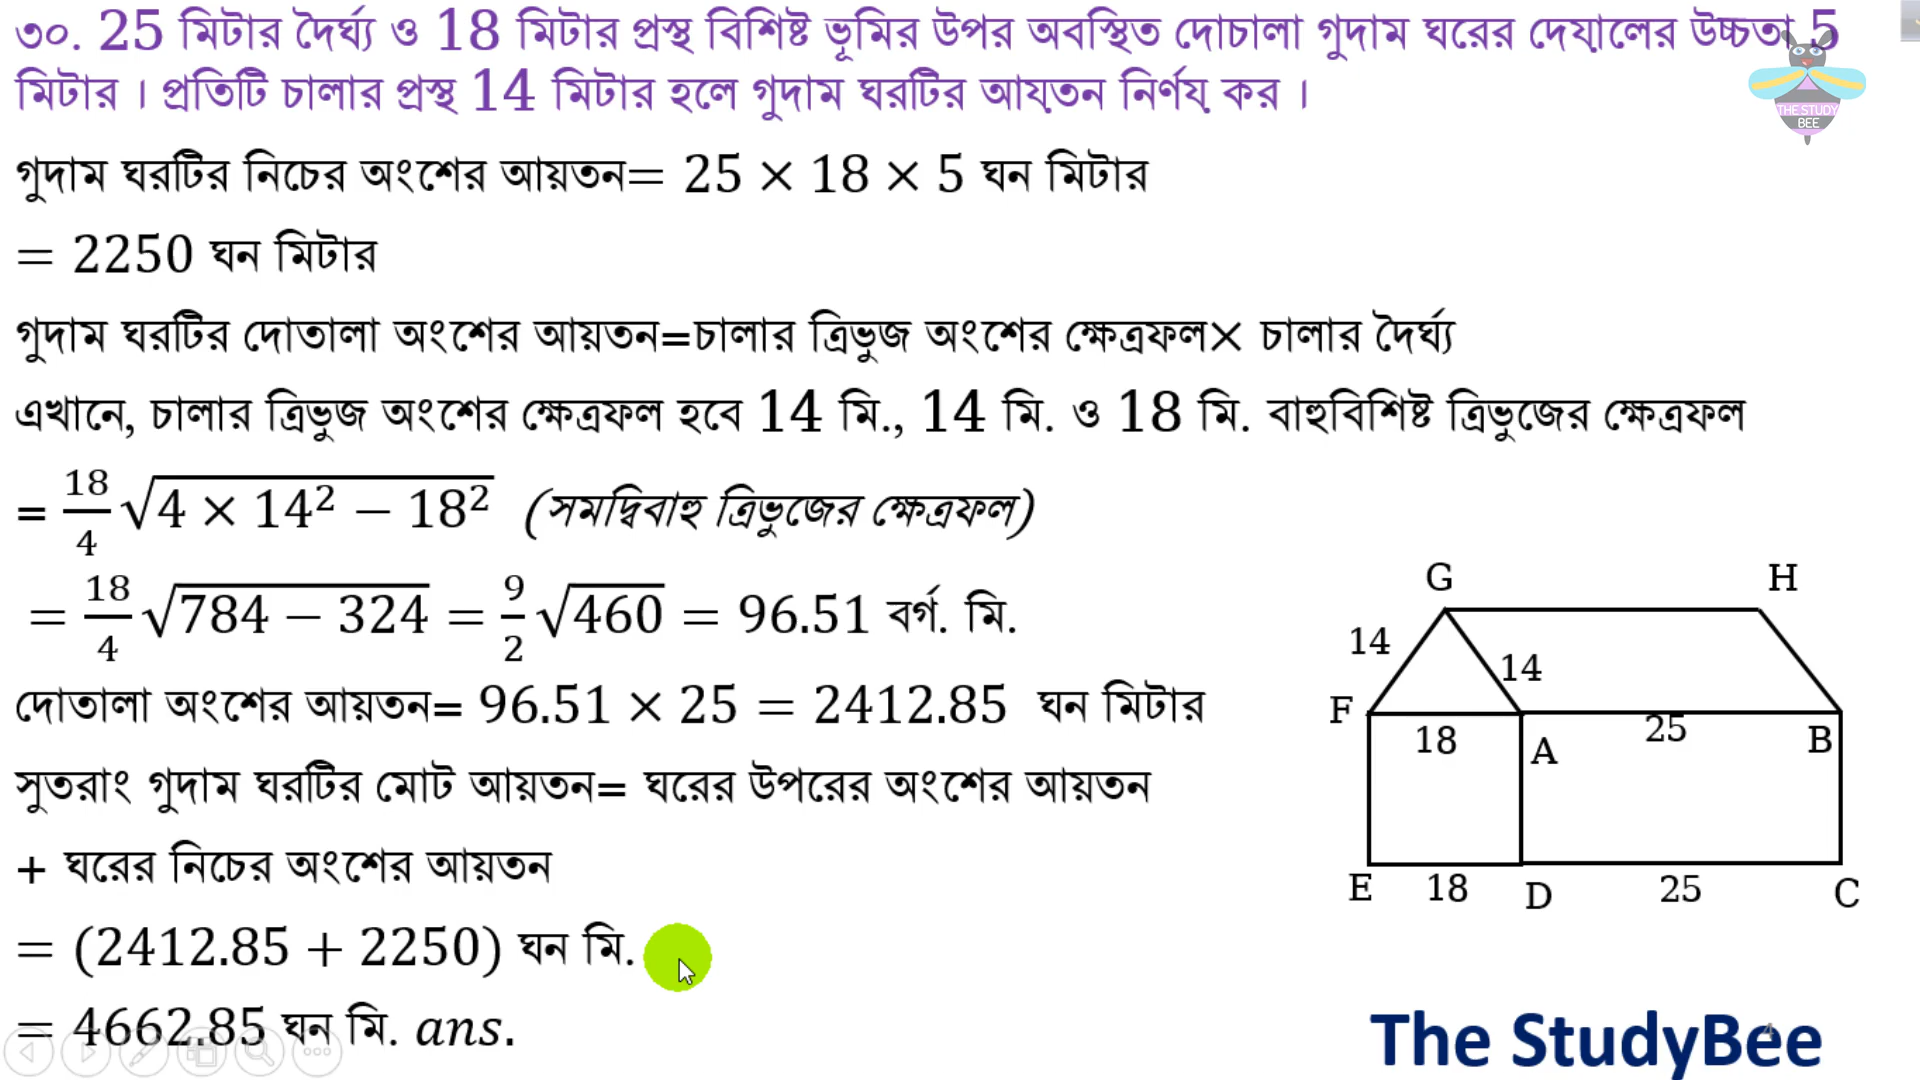 ৩০. 25 মিটার দৈর্ঘ্য ও 18 মিটার প্রস্থ বিশিষ্ট ভূমির উপর অবস্থিত দোচালা গুদাম ঘরের দেয়ালের উচ্চতা 5
মিটার । প্রতিটি চালার প্রস্থ 14 মিটার হলে গুদাম ঘরটির আয়তন নির্ণয় কর ।
THE STUDY
BEE
গুদাম ঘরটির নিচের অংশের আয়তন= 25 × 18 × 5 ঘন মিটার
= 2250 ঘন মিটার
গুদাম ঘরটির দোতালা অংশের আয়তন=চালার ত্রিভুজ অংশের ক্ষেত্রফল× চালার দৈর্ঘ্য
এখানে, চালার ত্রিভুজ অংশের ক্ষেত্রফল হবে 14 মি., 14 মি. ও 18 মি. বাহুবিশিষ্ট ত্রিভুজের ক্ষেত্রফল
= 18/4 √(4 × 14² − 18²) (সমদ্বিবাহু ত্রিভুজের ক্ষেত্রফল)
= 18/4 √(784 − 324) = 9/2 √460 = 96.51 বর্গ. মি.
দোতালা অংশের আয়তন= 96.51 × 25 = 2412.85 ঘন মিটার
সুতরাং গুদাম ঘরটির মোট আয়তন= ঘরের উপরের অংশের আয়তন
+ ঘরের নিচের অংশের আয়তন
= (2412.85 + 2250) ঘন মি.
= 4662.85 ঘন মি. ans.
G H
14
14
F 18 A 25 B
E 18 D 25 C
The StudyBee
4